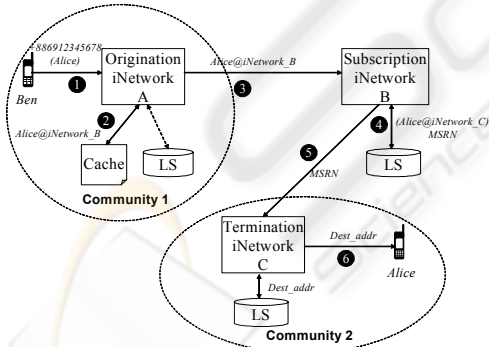 +886912345678
(Alice)
Ben
1
Origination
iNetwork
A
Alice@iNetwork_B
3
Subscription
iNetwork
B
2
Alice@iNetwork_B
Cache
LS
Community 1
4
(Alice@iNetwork_C)
MSRN
LS
5
MSRN
Termination
iNetwork
C
Dest_addr
6
Alice
Dest_addr
LS
Community 2